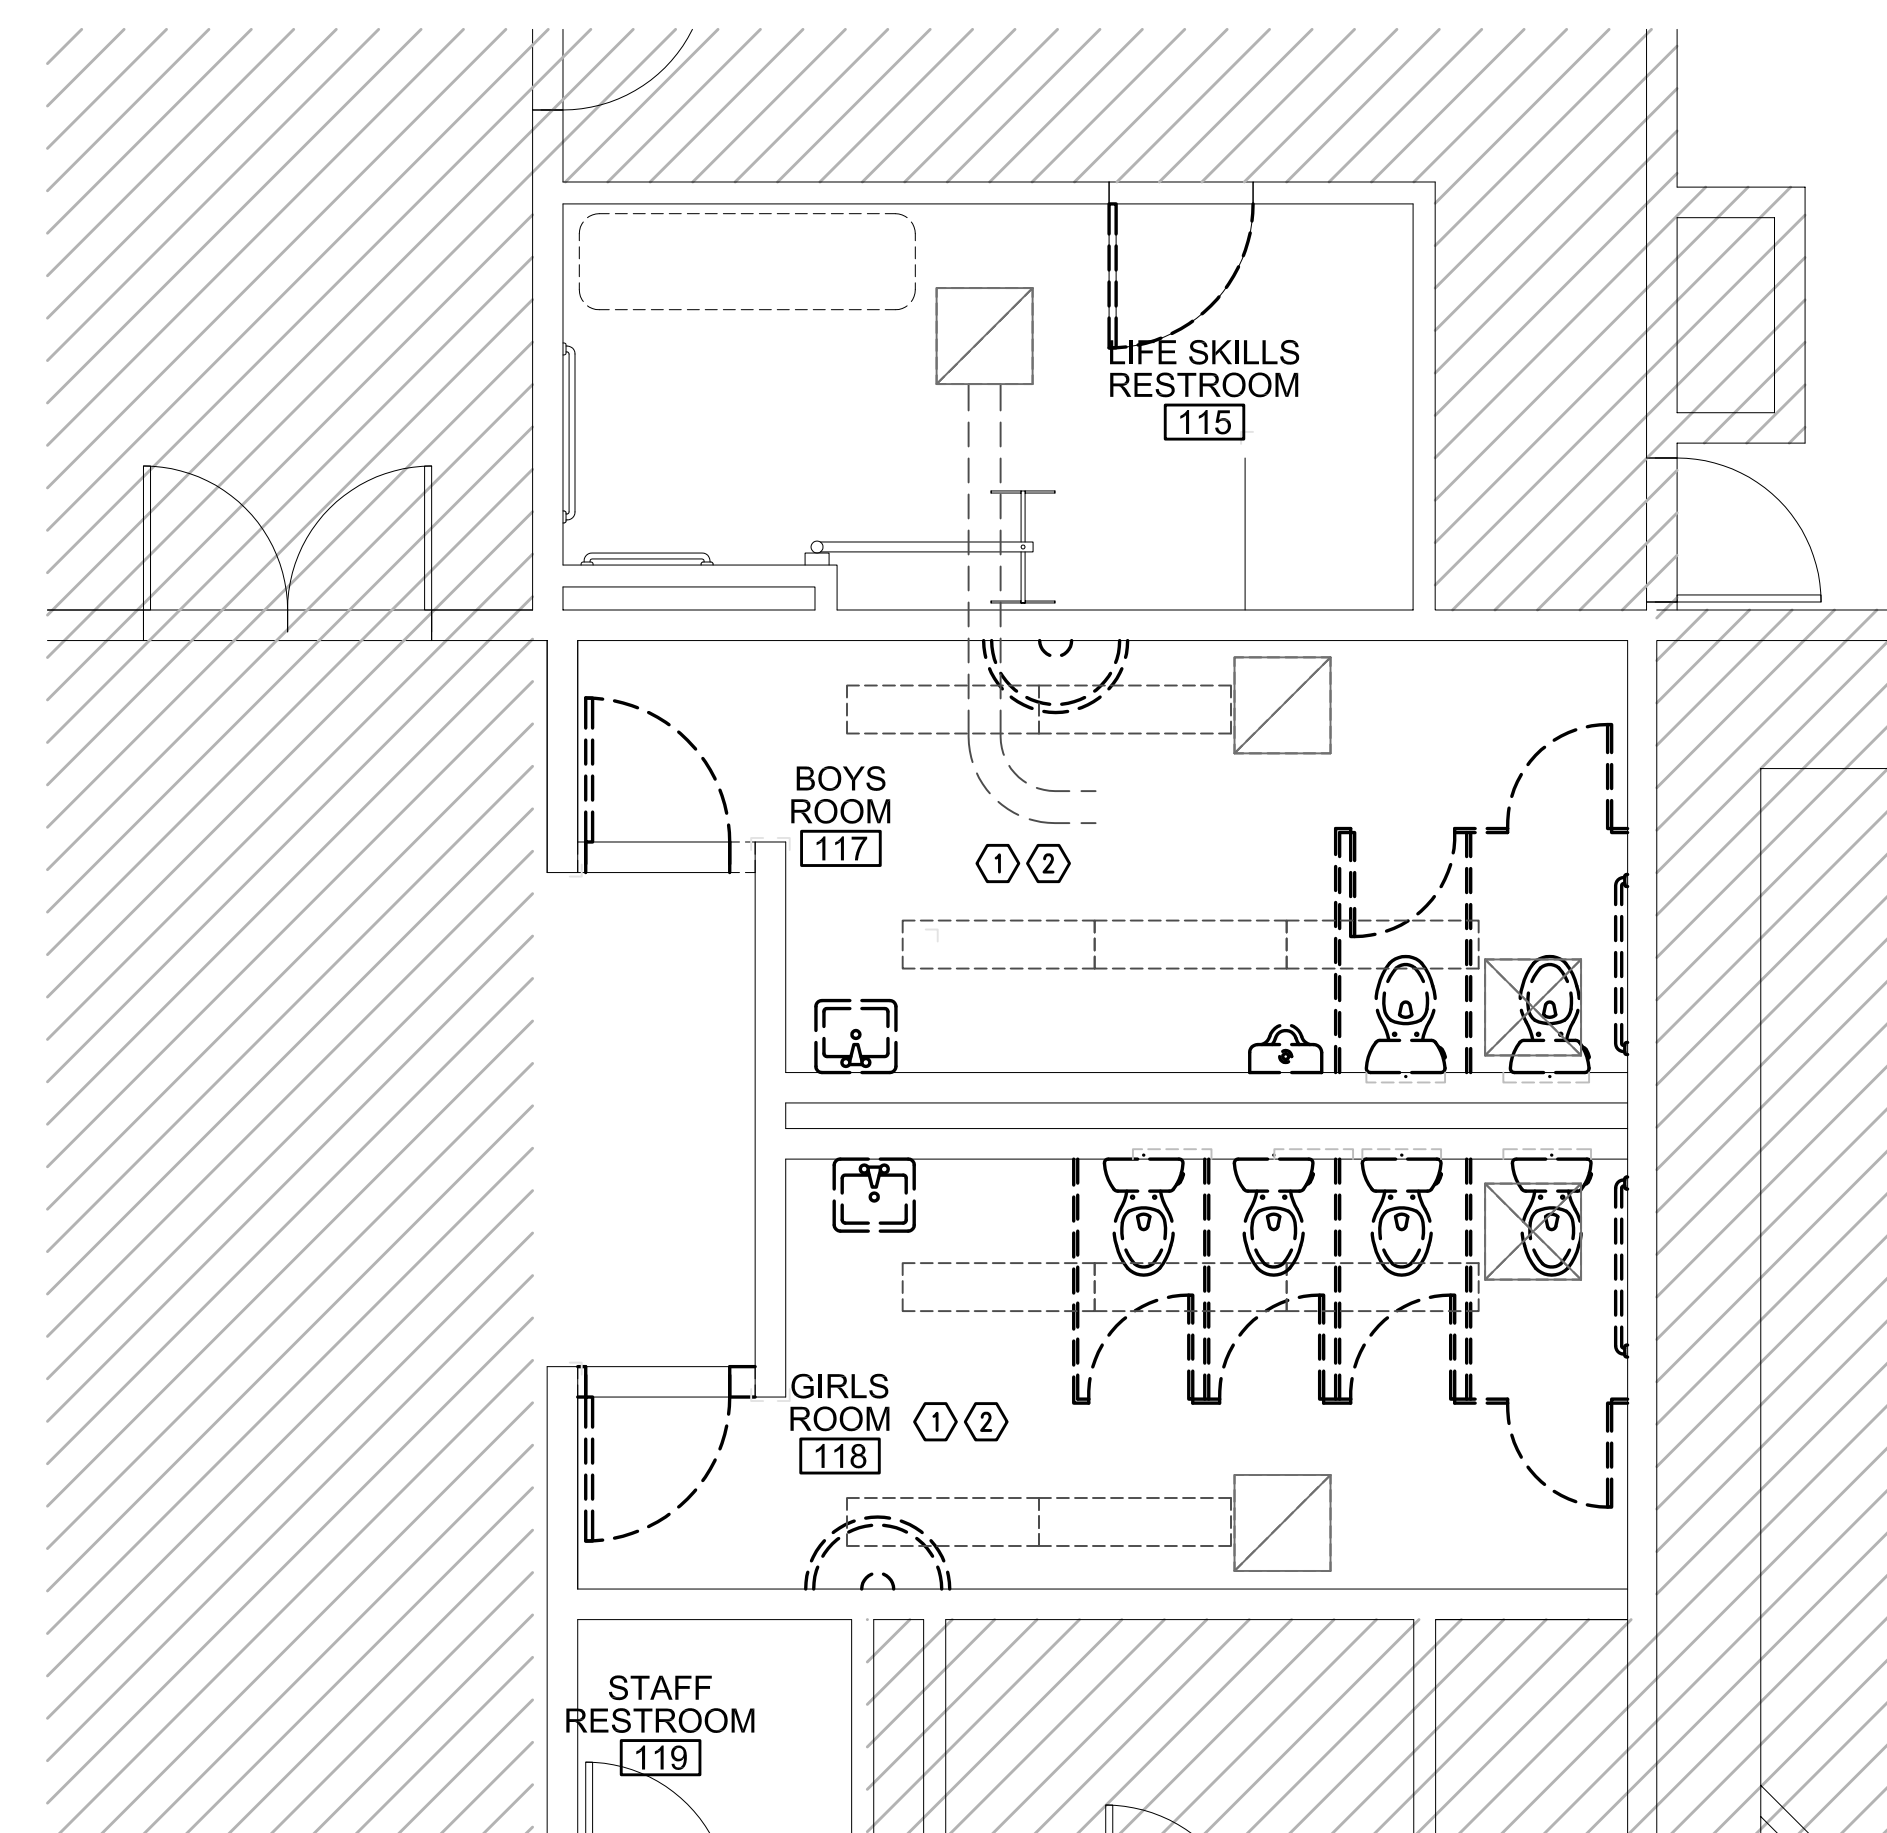 LIFE SKILLS
RESTROOM
115
BOYS
ROOM
117
1 2
GIRLS
ROOM
118
1 2
STAFF
RESTROOM
119